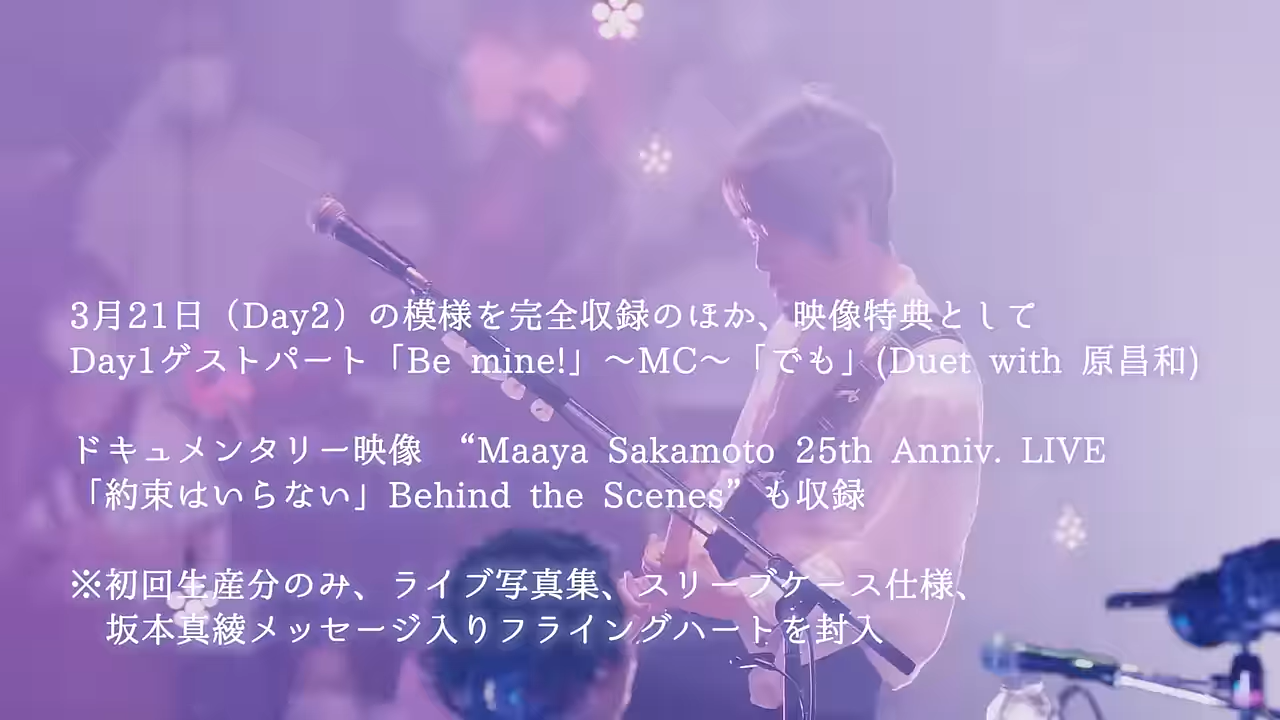 3月21日（Day2）の模様を完全収録のほか、映像特典として
Day1ゲストパート「Be mine!」～MC～「でも」(Duet with 原昌和)
ドキュメンタリー映像 “Maaya Sakamoto 25th Anniv. LIVE
「約束はいらない」Behind the Scenes” も収録
※初回生産分のみ、ライブ写真集、スリーブケース仕様、
坂本真綾メッセージ入りフライングハートを封入